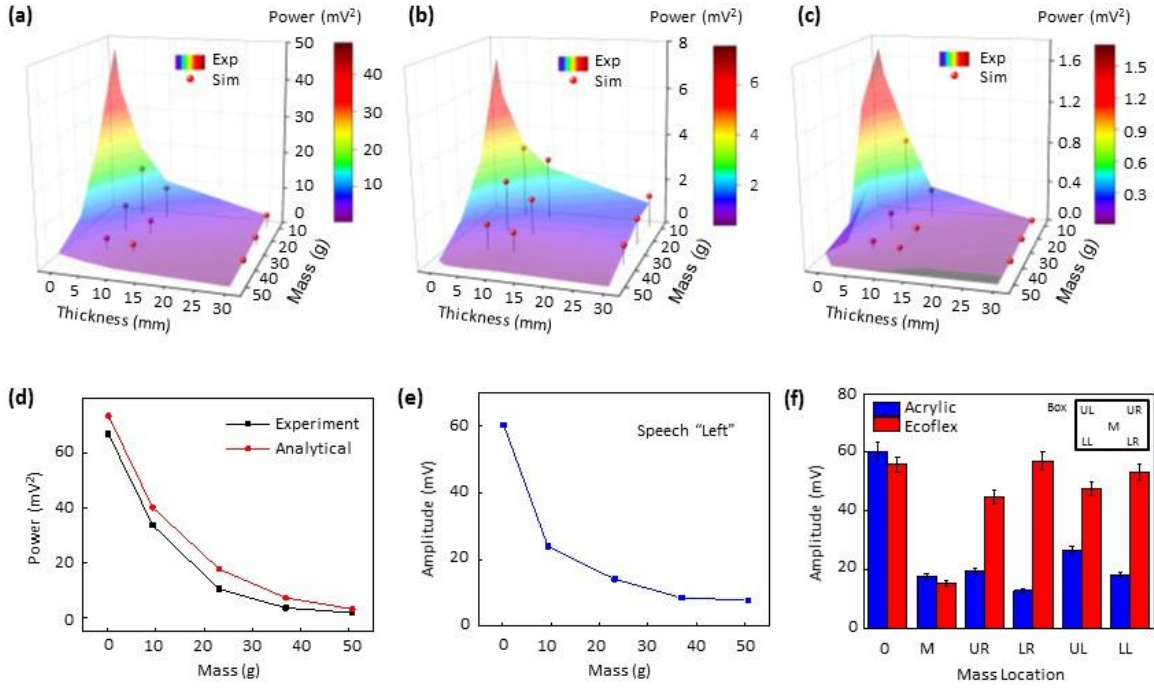 (a)
Power (mV²)
Exp
Sim
50
40
30
20
10
0
40
30
20
10
10
20
30
40
50
Mass (g)
0
5
10
15
20
25
30
Thickness (mm)
(b)
Power (mV²)
Exp
Sim
8
6
4
2
0
6
4
2
10
20
30
40
50
Mass (g)
0
5
10
15
20
25
30
Thickness (mm)
(c)
Power (mV²)
Exp
Sim
1.6
1.2
0.8
0.4
0.0
1.5
1.2
0.9
0.6
0.3
10
20
30
40
50
Mass (g)
0
5
10
15
20
25
30
Thickness (mm)
(d)
Experiment
Analytical
60
40
20
0
Power (mV²)
0 10 20 30 40 50
Mass (g)
(e)
Speech “Left”
60
40
20
0
Amplitude (mV)
0 10 20 30 40 50
Mass (g)
(f)
Acrylic
Ecoflex
Box
UL UR
M
LL LR
80
60
40
20
0
Amplitude (mV)
0 M UR LR UL LL
Mass Location